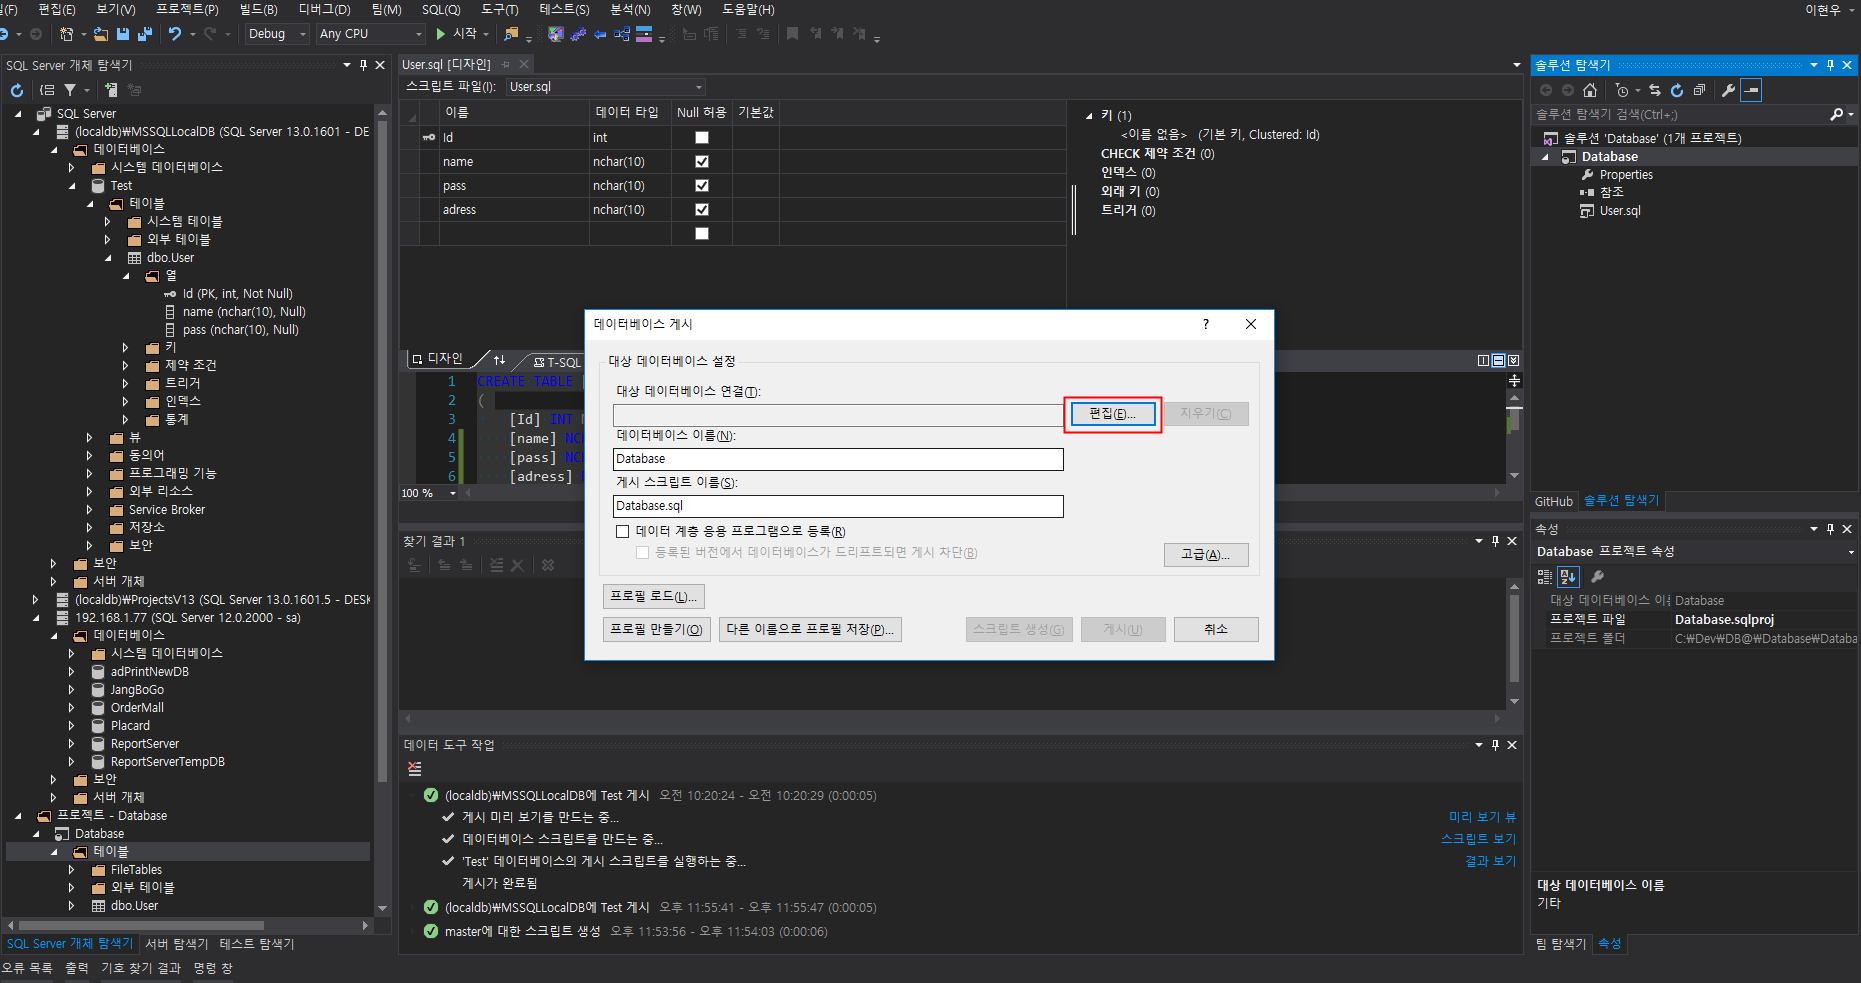 일(F) 편집(E) 보기(V) 프로젝트(P) 빌드(B) 디버그(D) 팀(M) SQL(Q) 도구(T) 테스트(S) 분석(N) 창(W) 도움말(H) 이현우
Debug Any CPU 시작
SQL Server 개체 탐색기
SQL Server
(localdb)₩MSSQLLocalDB (SQL Server 13.0.1601 - DE
데이터베이스
시스템 데이터베이스
Test
테이블
시스템 테이블
외부 테이블
dbo.User
열
Id (PK, int, Not Null)
name (nchar(10), Null)
pass (nchar(10), Null)
키
제약 조건
트리거
인덱스
통계
뷰
동의어
프로그래밍 기능
외부 리소스
Service Broker
저장소
보안
보안
서버 개체
(localdb)₩ProjectsV13 (SQL Server 13.0.1601.5 - DESK
192.168.1.77 (SQL Server 12.0.2000 - sa)
데이터베이스
시스템 데이터베이스
adPrintNewDB
JangBoGo
OrderMall
Placard
ReportServer
ReportServerTempDB
보안
서버 개체
프로젝트 - Database
Database
테이블
FileTables
외부 테이블
dbo.User
SQL Server 개체 탐색기 서버 탐색기 테스트 탐색기
오류 목록 출력 기호 찾기 결과 명령 창
User.sql [디자인]
스크립트 파일(I): User.sql
이름 데이터 타입 Null 허용 기본값
Id int
name nchar(10)
pass nchar(10)
adress nchar(10)
키 (1)
<이름 없음> (기본 키, Clustered: Id)
CHECK 제약 조건 (0)
인덱스 (0)
외래 키 (0)
트리거 (0)
디자인 T-SQL
1 CREATE TABLE [
2 (
3 [Id] INT
4 [name] NC
5 [pass] NC
6 [adress]
100 %
찾기 결과 1
데이터베이스 게시
?
대상 데이터베이스 설정
대상 데이터베이스 연결(T):
편집(E)... 지우기(C)
데이터베이스 이름(N):
Database
게시 스크립트 이름(S):
Database.sql
데이터 계층 응용 프로그램으로 등록(R)
등록된 버전에서 데이터베이스가 드리프트되면 게시 차단(B)
고급(A)...
프로필 로드(L)...
프로필 만들기(O) 다른 이름으로 프로필 저장(P)... 스크립트 생성(G) 게시(U) 취소
데이터 도구 작업
(localdb)₩MSSQLLocalDB에 Test 게시 오전 10:20:24 - 오전 10:20:29 (0:00:05)
게시 미리 보기를 만드는 중... 미리 보기 뷰
데이터베이스 스크립트를 만드는 중... 스크립트 보기
'Test' 데이터베이스의 게시 스크립트를 실행하는 중... 결과 보기
게시가 완료됨
(localdb)₩MSSQLLocalDB에 Test 게시 오후 11:55:41 - 오후 11:55:47 (0:00:05)
master에 대한 스크립트 생성 오후 11:53:56 - 오후 11:54:03 (0:00:06)
솔루션 탐색기
솔루션 탐색기 검색(Ctrl+;)
솔루션 'Database' (1개 프로젝트)
Database
Properties
참조
User.sql
GitHub 솔루션 탐색기
속성
Database 프로젝트 속성
대상 데이터베이스 이름 Database
프로젝트 파일 Database.sqlproj
프로젝트 폴더 C:₩Dev₩DB@₩Database₩Databa
대상 데이터베이스 이름
기타
팀 탐색기 속성